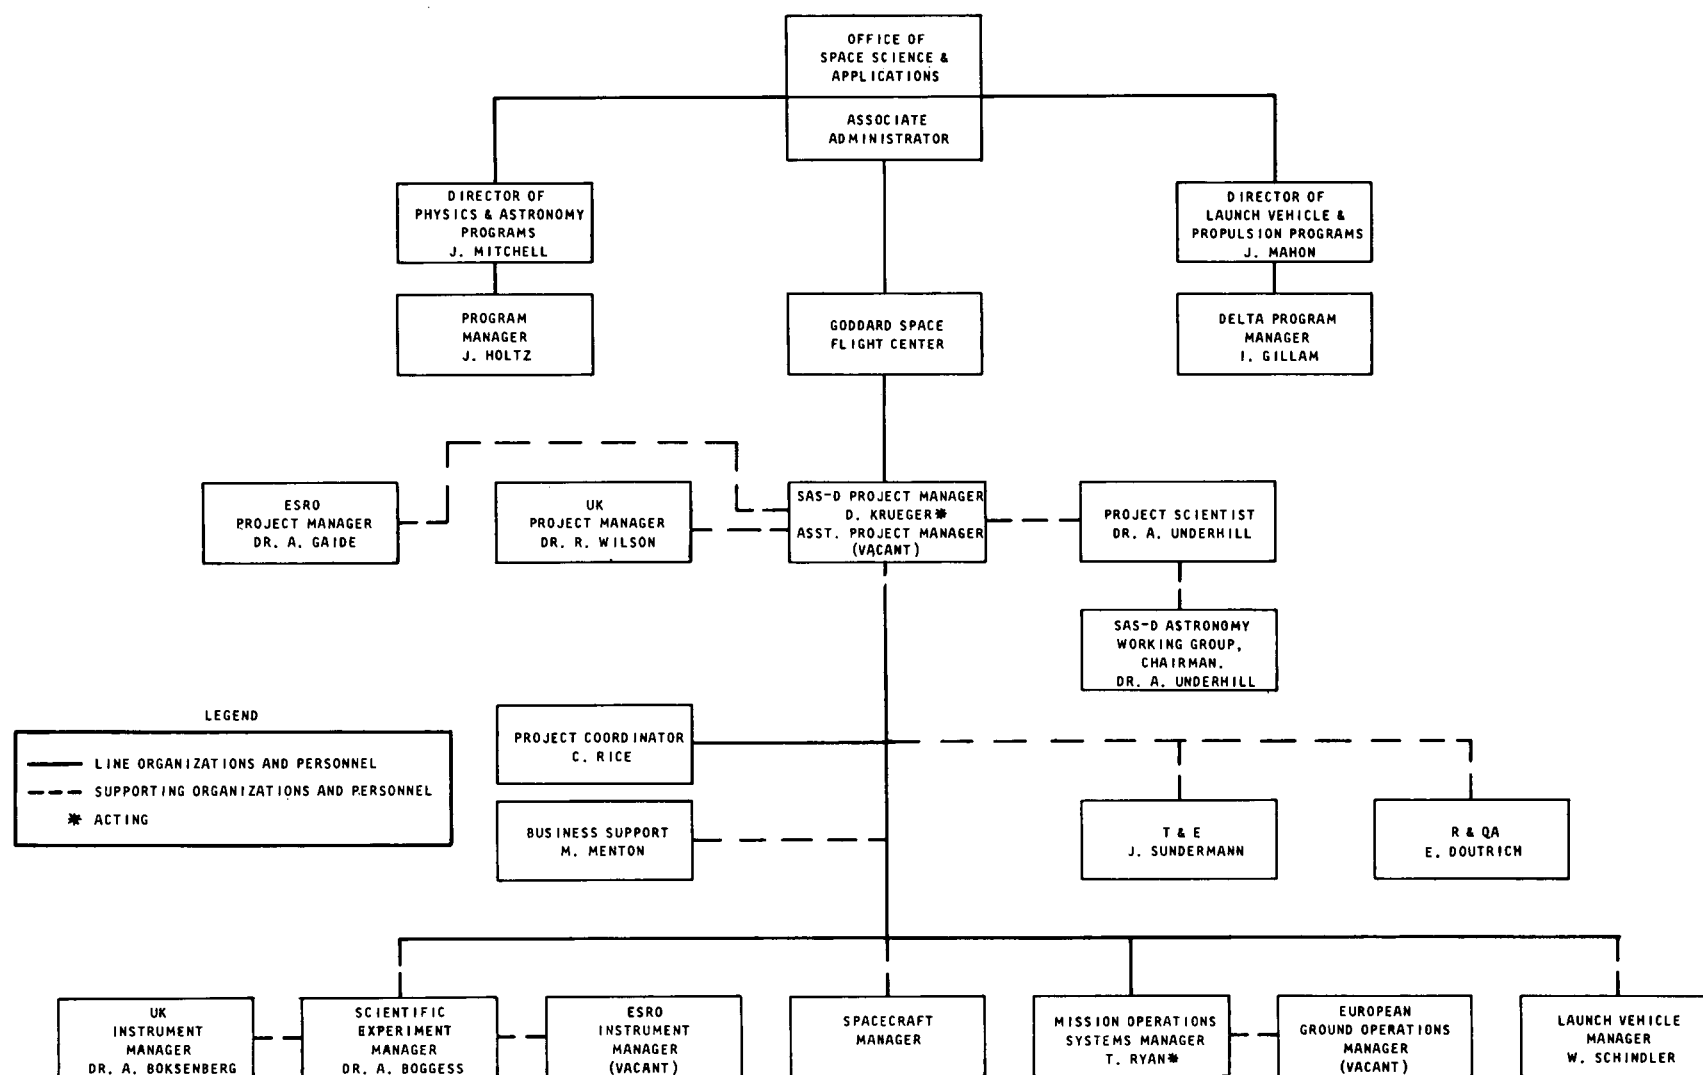 OFFICE OF
SPACE SCIENCE &
APPLICATIONS
ASSOCIATE
ADMINISTRATOR
DIRECTOR OF
PHYSICS & ASTRONOMY
PROGRAMS
J. MITCHELL
DIRECTOR OF
LAUNCH VEHICLE &
PROPULSION PROGRAMS
J. MAHON
PROGRAM
MANAGER
J. HOLTZ
GODDARD SPACE
FLIGHT CENTER
DELTA PROGRAM
MANAGER
I. GILLAM
ESRO
PROJECT MANAGER
DR. A. GAIDE
UK
PROJECT MANAGER
DR. R. WILSON
SAS-D PROJECT MANAGER
D. KRUEGER*
ASST. PROJECT MANAGER
(VACANT)
PROJECT SCIENTIST
DR. A. UNDERHILL
SAS-D ASTRONOMY
WORKING GROUP,
CHAIRMAN.
DR. A. UNDERHILL
LEGEND
LINE ORGANIZATIONS AND PERSONNEL
SUPPORTING ORGANIZATIONS AND PERSONNEL
* ACTING
PROJECT COORDINATOR
C. RICE
BUSINESS SUPPORT
M. MENTON
T & E
J. SUNDERMANN
R & QA
E. DOUTRICH
UK
INSTRUMENT
MANAGER
DR. A. BOKSENBERG
SCIENTIFIC
EXPERIMENT
MANAGER
DR. A. BOGGESS
ESRO
INSTRUMENT
MANAGER
(VACANT)
SPACECRAFT
MANAGER
MISSION OPERATIONS
SYSTEMS MANAGER
T. RYAN*
EUROPEAN
GROUND OPERATIONS
MANAGER
(VACANT)
LAUNCH VEHICLE
MANAGER
W. SCHINDLER